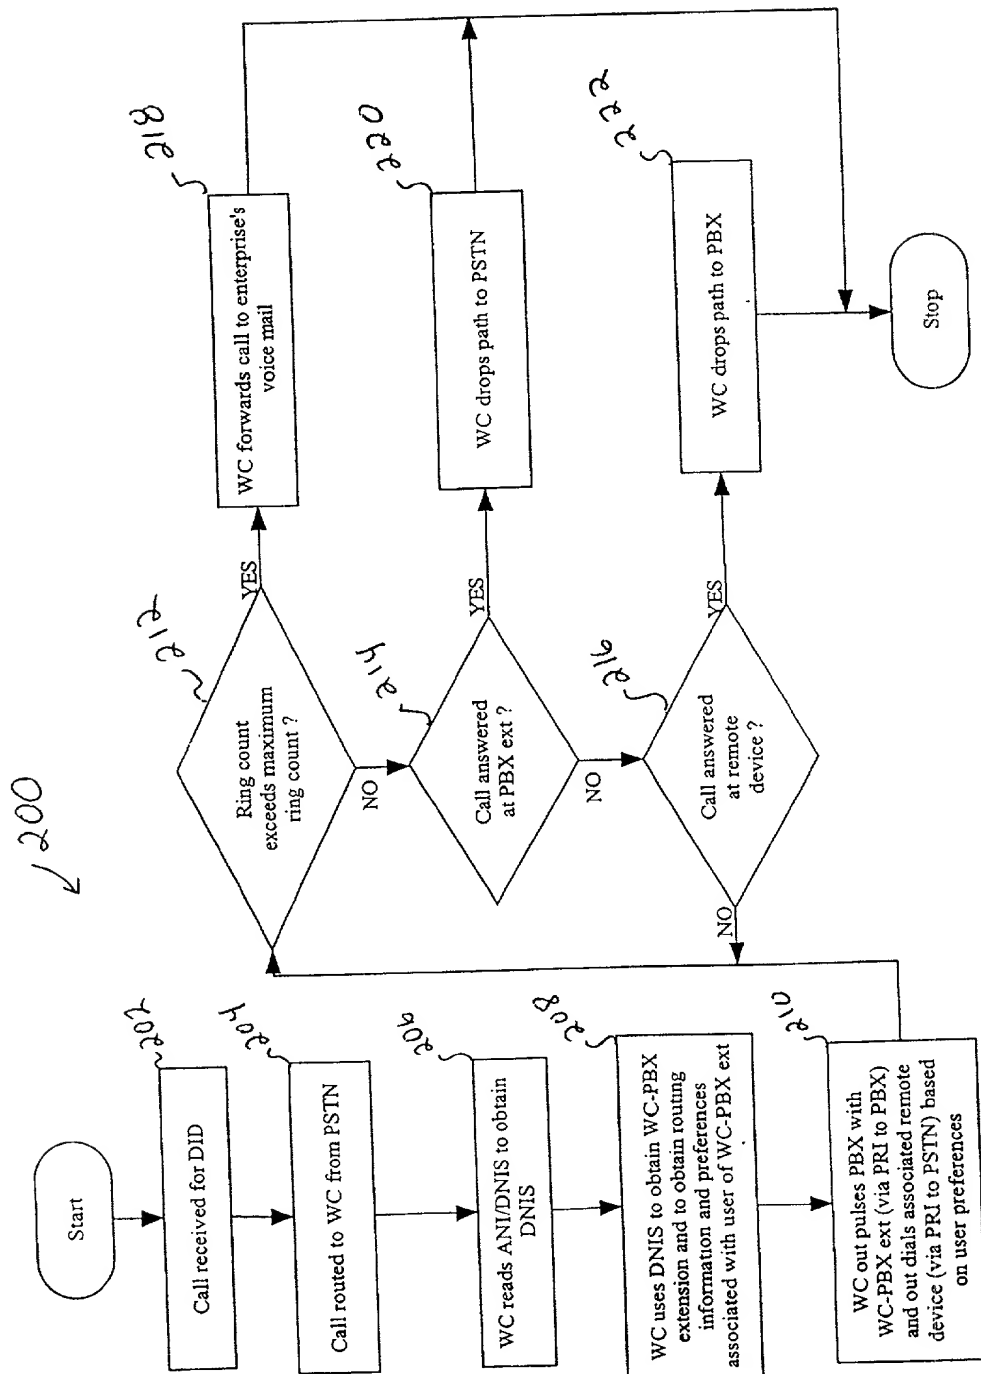 200
Start
Call received for DID
202
Call routed to WC from PSTN
204
WC reads ANI/DNIS to obtain
DNIS
206
WC uses DNIS to obtain WC-PBX
extension and to obtain routing
information and preferences
associated with user of WC-PBX ext
208
WC out pulses PBX with
WC-PBX ext (via PRI to PBX)
and out dials associated remote
device (via PRI to PSTN) based
on user preferences
210
Ring count
exceeds maximum
ring count ?
212
YES
NO
WC forwards call to enterprise's
voice mail
218
Call answered
at PBX ext ?
214
YES
NO
WC drops path to PSTN
220
Call answered
at remote
device ?
216
YES
NO
WC drops path to PBX
222
Stop